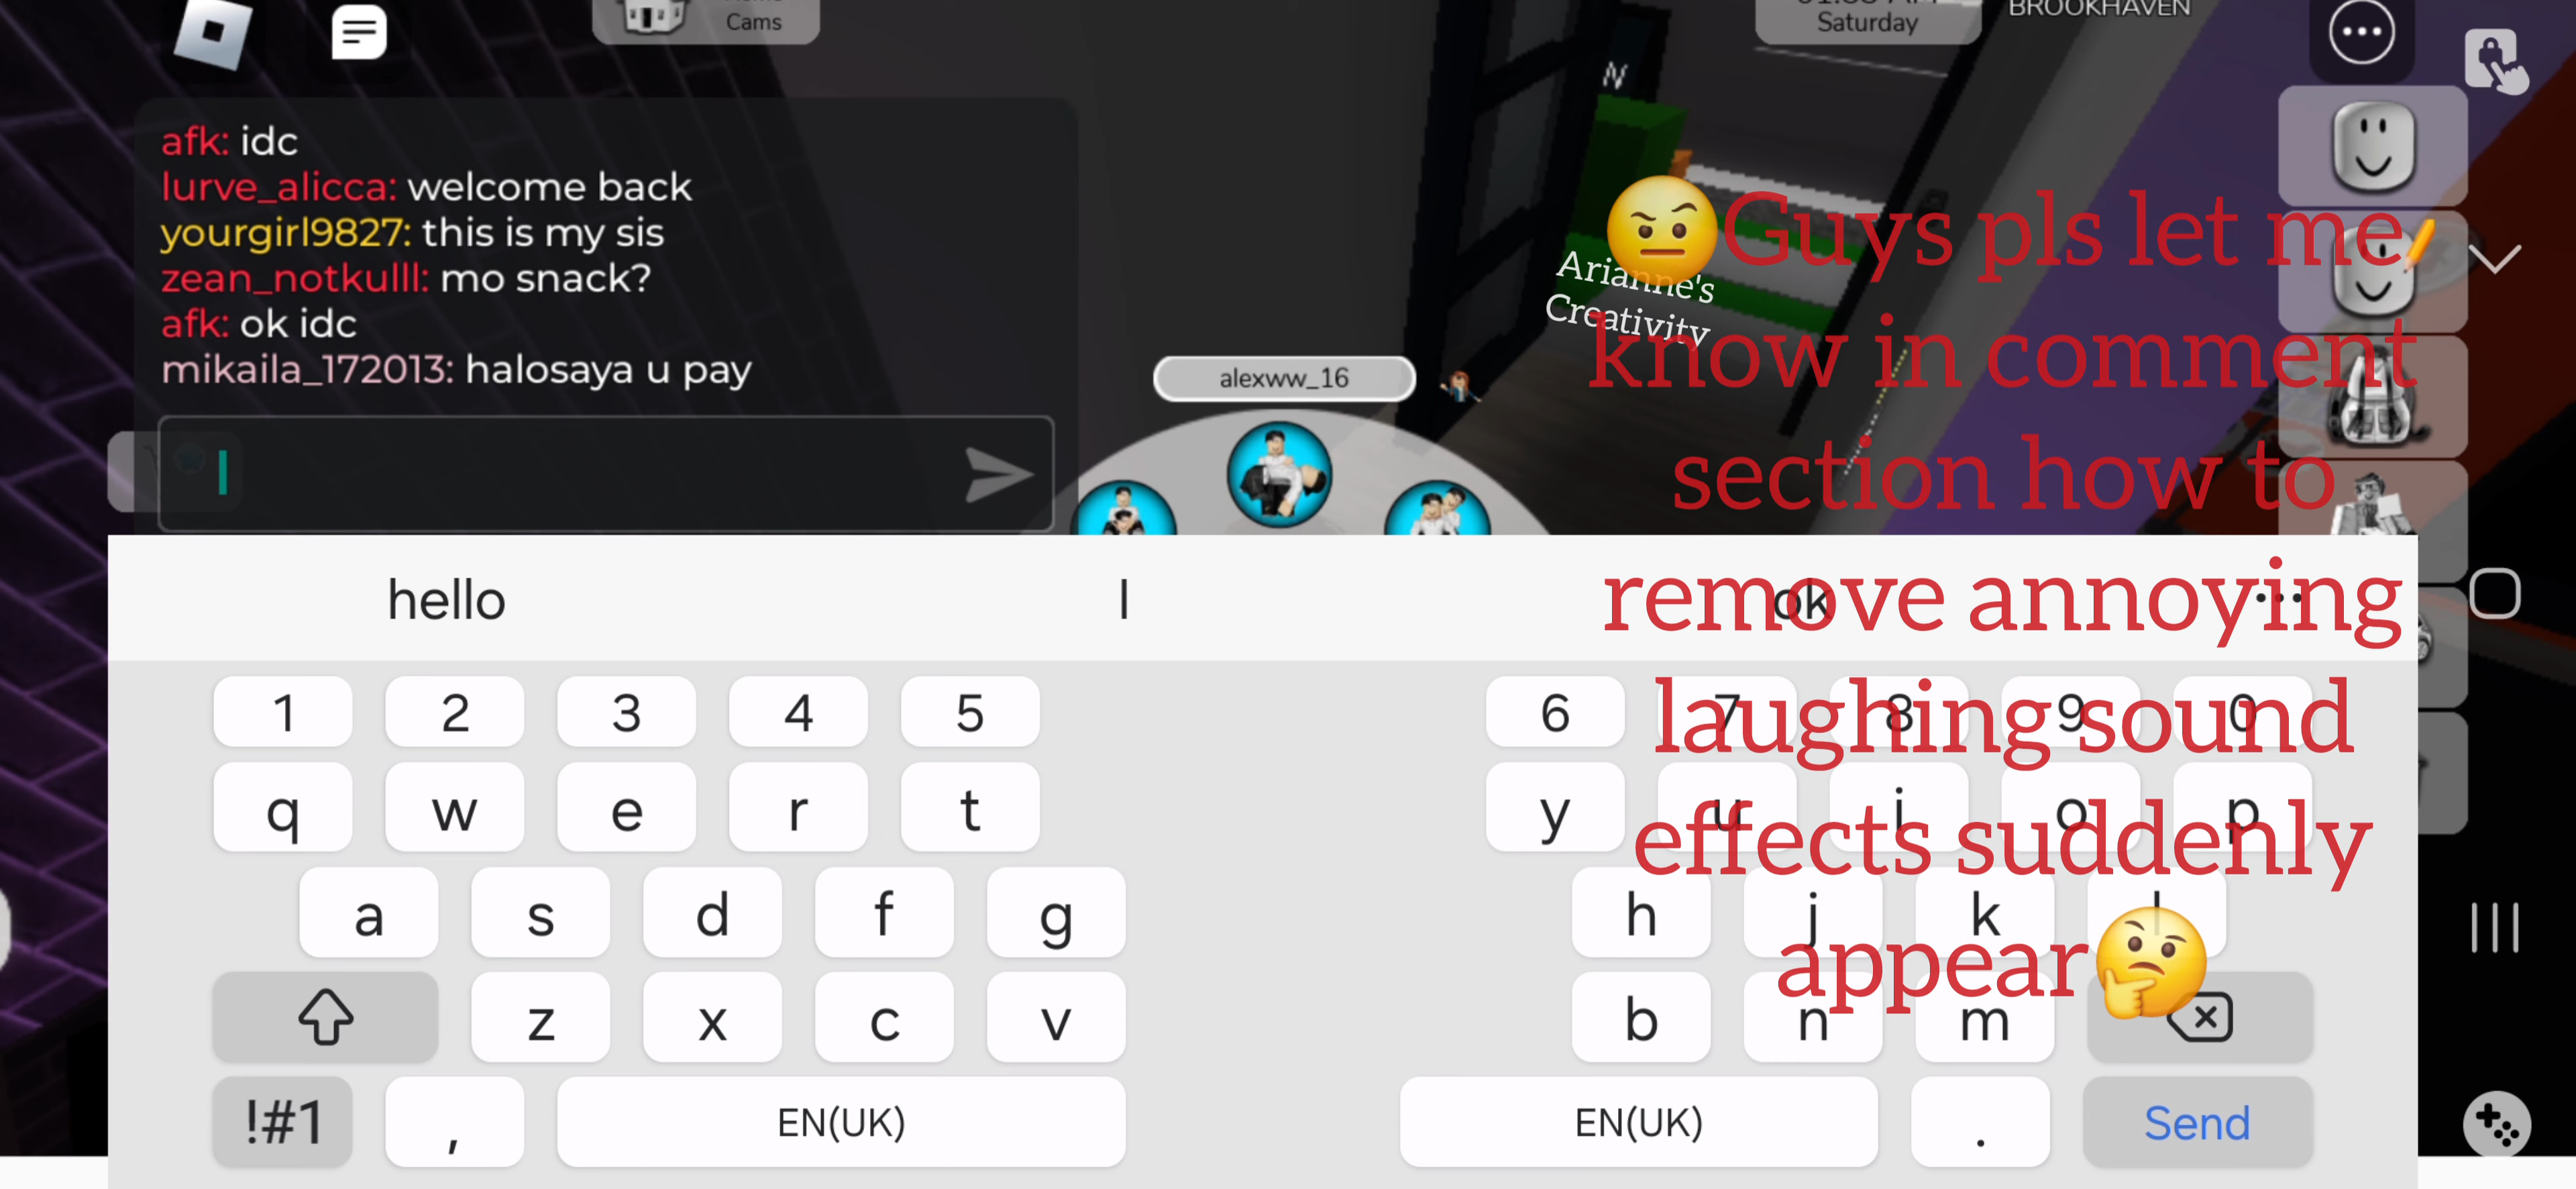 Cams
Saturday
BROOKHAVEN
N
afk: idc
lurve_alicca: welcome back
yourgirl9827: this is my sis
zean_notkulll: mo snack?
afk: ok idc
mikaila_172013: halosaya u pay
alexww_16
Arianne's
Creativity
🤨Guys pls let me
know in comment
section how to
remove annoying
laughing sound
effects suddenly
appear🤔
hello I ok ...
1 2 3 4 5 6 7 8 9 0
q w e r t y u i o p
a s d f g h j k l
z x c v b n m
!#1 , EN(UK) EN(UK) . Send